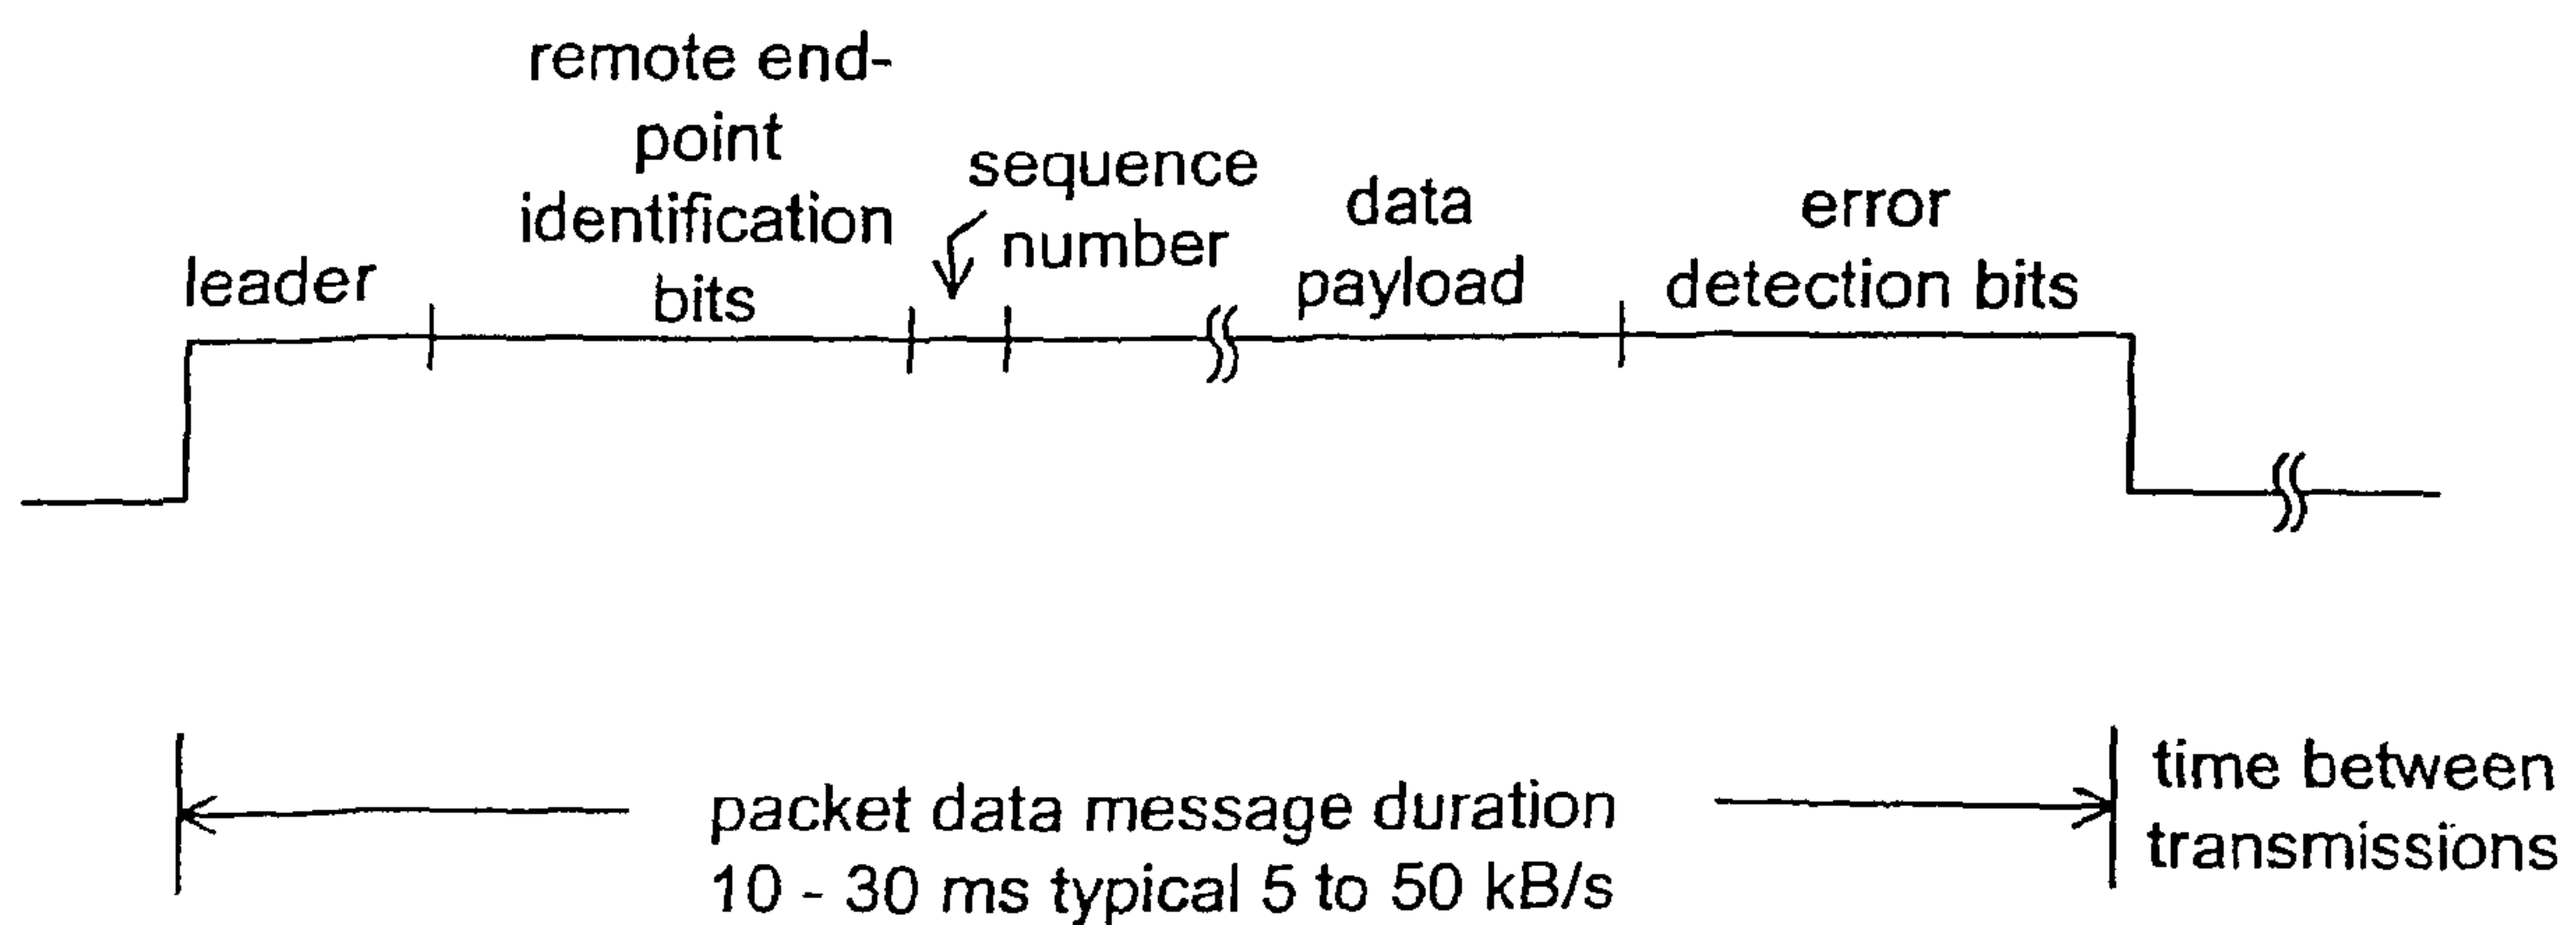 leader
remote end-
point
identification
bits
sequence
number
data
payload
error
detection bits
packet data message duration
10 - 30 ms typical 5 to 50 kB/s
time between
transmissions